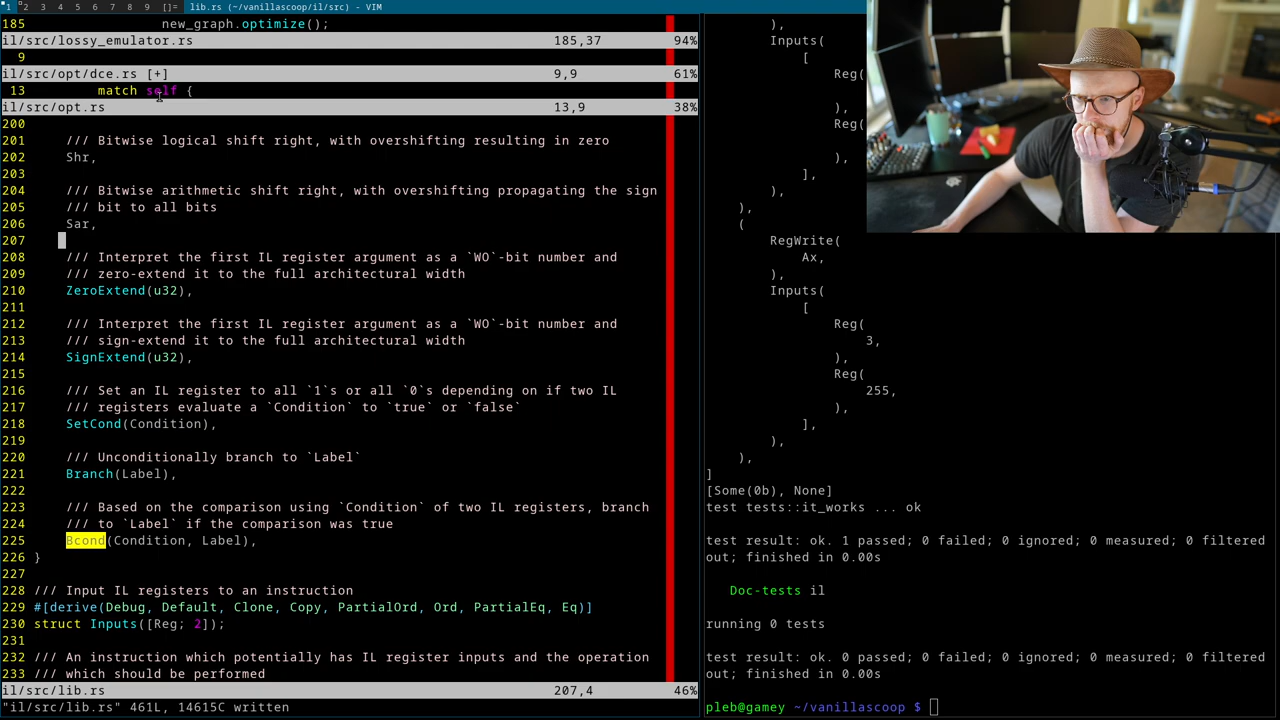 1 2 3 4 5 6 7 8 9 []= lib.rs (~/vanillascoop/il/src) - VIM
185                 new_graph.optimize();
il/src/lossy_emulator.rs 185,37 94%
9
il/src/opt/dce.rs [+] 9,9 61%
13         match self {
il/src/opt.rs 13,9 38%
200
201     /// Bitwise logical shift right, with overshifting resulting in zero
202     Shr,
203
204     /// Bitwise arithmetic shift right, with overshifting propagating the sign
205     /// bit to all bits
206     Sar,
207
208     /// Interpret the first IL register argument as a `WO`-bit number and
209     /// zero-extend it to the full architectural width
210     ZeroExtend(u32),
211
212     /// Interpret the first IL register argument as a `WO`-bit number and
213     /// sign-extend it to the full architectural width
214     SignExtend(u32),
215
216     /// Set an IL register to all `1`s or all `0`s depending on if two IL
217     /// registers evaluate a `Condition` to `true` or `false`
218     SetCond(Condition),
219
220     /// Unconditionally branch to `Label`
221     Branch(Label),
222
223     /// Based on the comparison using `Condition` of two IL registers, branch
224     /// to `Label` if the comparison was true
225     Bcond(Condition, Label),
226 }
227
228 /// Input IL registers to an instruction
229 #[derive(Debug, Default, Clone, Copy, PartialOrd, Ord, PartialEq, Eq)]
230 struct Inputs([Reg; 2]);
231
232 /// An instruction which potentially has IL register inputs and the operation
233 /// which should be performed
il/src/lib.rs 207,4 46%
"il/src/lib.rs" 461L, 14615C written
),
Inputs(
[
Reg(
),
Reg(
),
],
),
),
(
RegWrite(
Ax,
),
Inputs(
[
Reg(
3,
),
Reg(
255,
),
],
),
),
]
[Some(0b), None]
test tests::it_works ... ok
test result: ok. 1 passed; 0 failed; 0 ignored; 0 measured; 0 filtered
out; finished in 0.00s
Doc-tests il
running 0 tests
test result: ok. 0 passed; 0 failed; 0 ignored; 0 measured; 0 filtered
out; finished in 0.00s
pleb@gamey ~/vanillascoop $